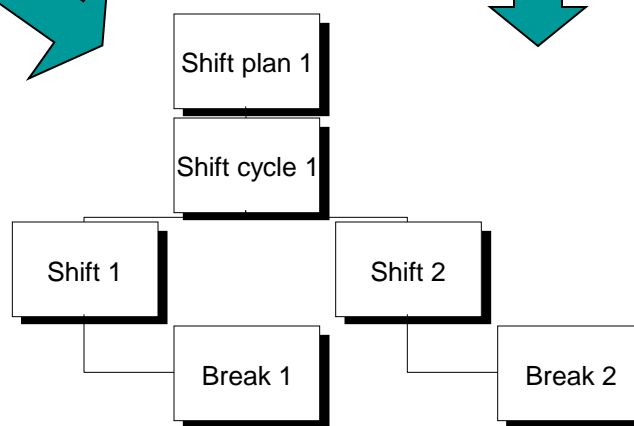 Shift plan 1
Shift cycle 1
Shift 1
Shift 2
Break 1
Break 2